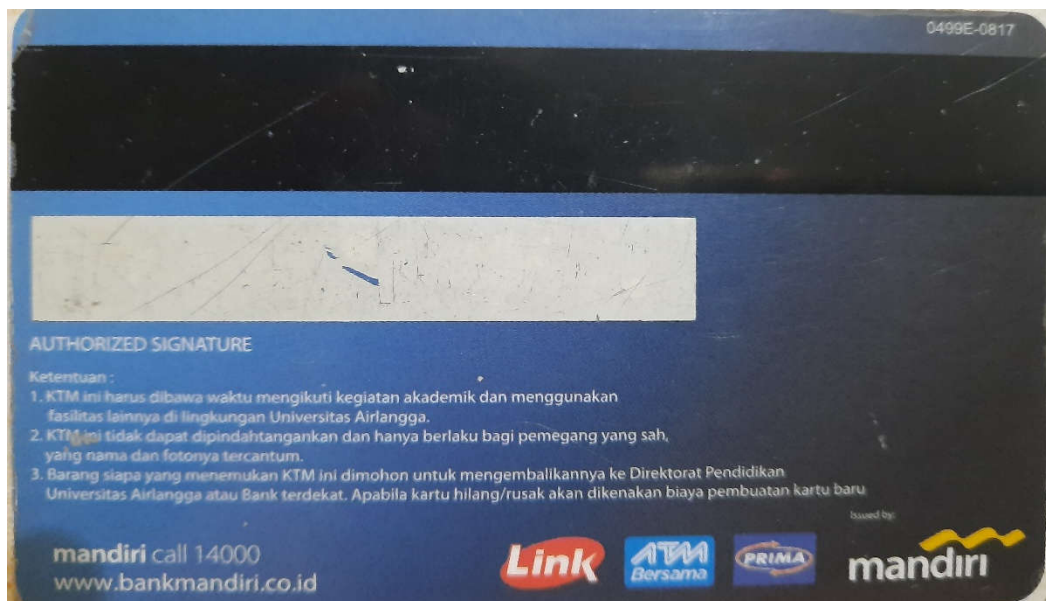 0499E-0817
AUTHORIZED SIGNATURE
Ketentuan :
1. KTM ini harus dibawa waktu mengikuti kegiatan akademik dan menggunakan
fasilitas lainnya di lingkungan Universitas Airlangga.
2. KTM ini tidak dapat dipindahtangankan dan hanya berlaku bagi pemegang yang sah,
yang nama dan fotonya tercantum.
3. Barang siapa yang menemukan KTM ini dimohon untuk mengembalikannya ke Direktorat Pendidikan
Universitas Airlangga atau Bank terdekat. Apabila kartu hilang/rusak akan dikenakan biaya pembuatan kartu baru
Issued by:
mandiri call 14000
www.bankmandiri.co.id
Link
ATM
Bersama
PRIMA
mandiri